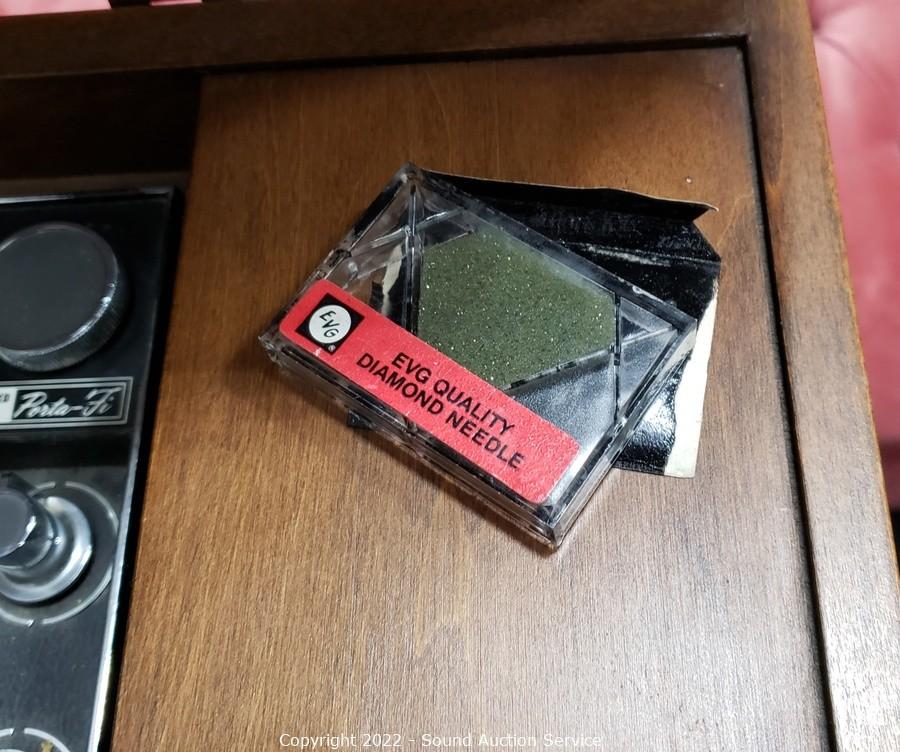 EVG
®
EVG QUALITY
DIAMOND NEEDLE
Porta-Fi
Copyright 2022 - Sound Auction Service